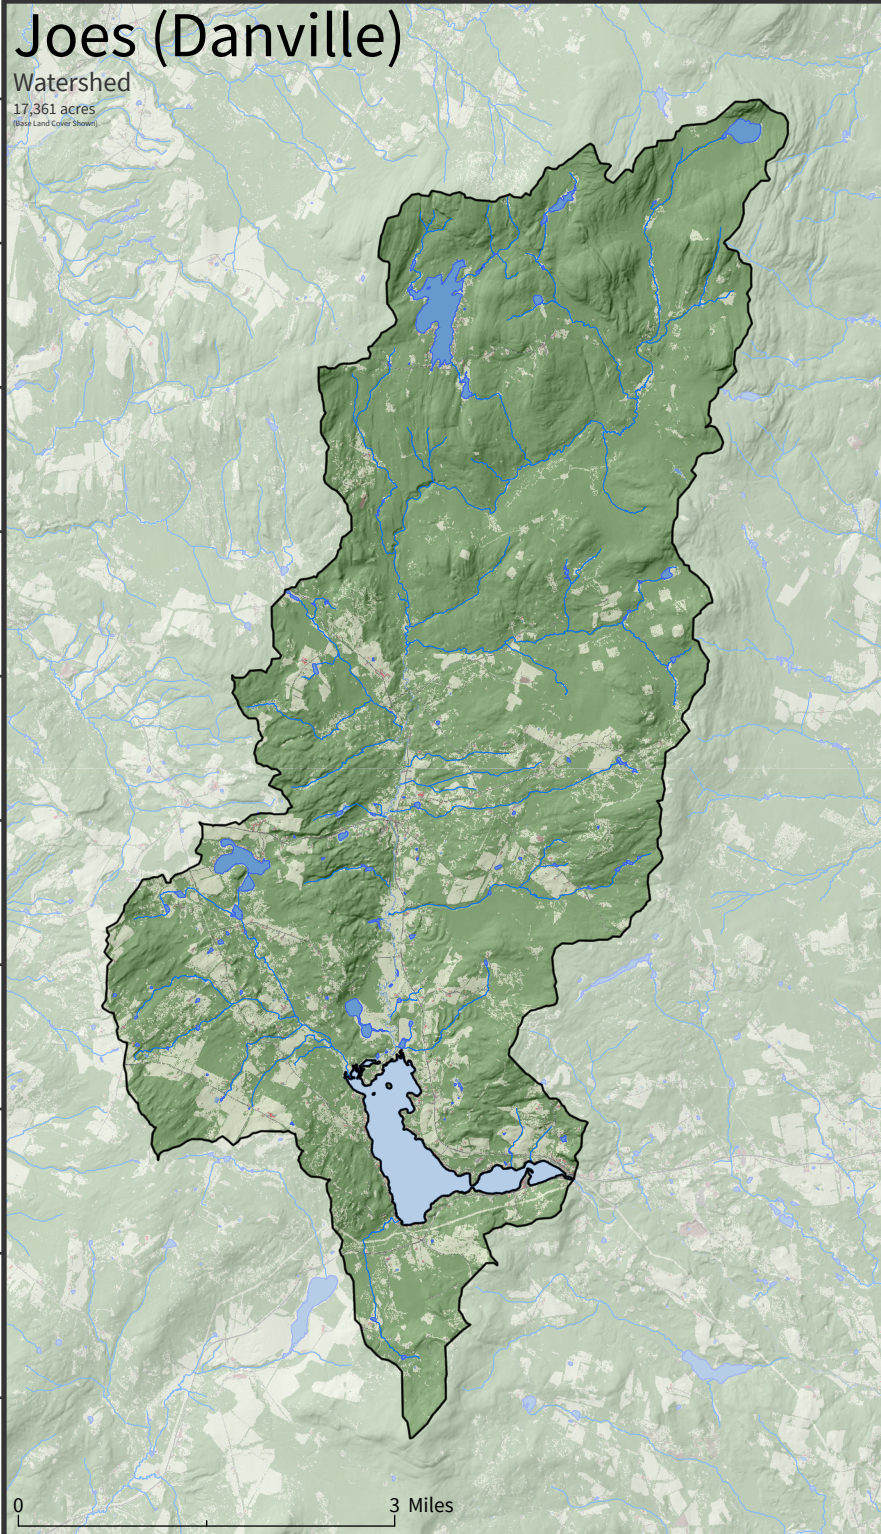 Joes (Danville)
Watershed
17,361 acres
(Base Land Cover Shown)
0 3 Miles